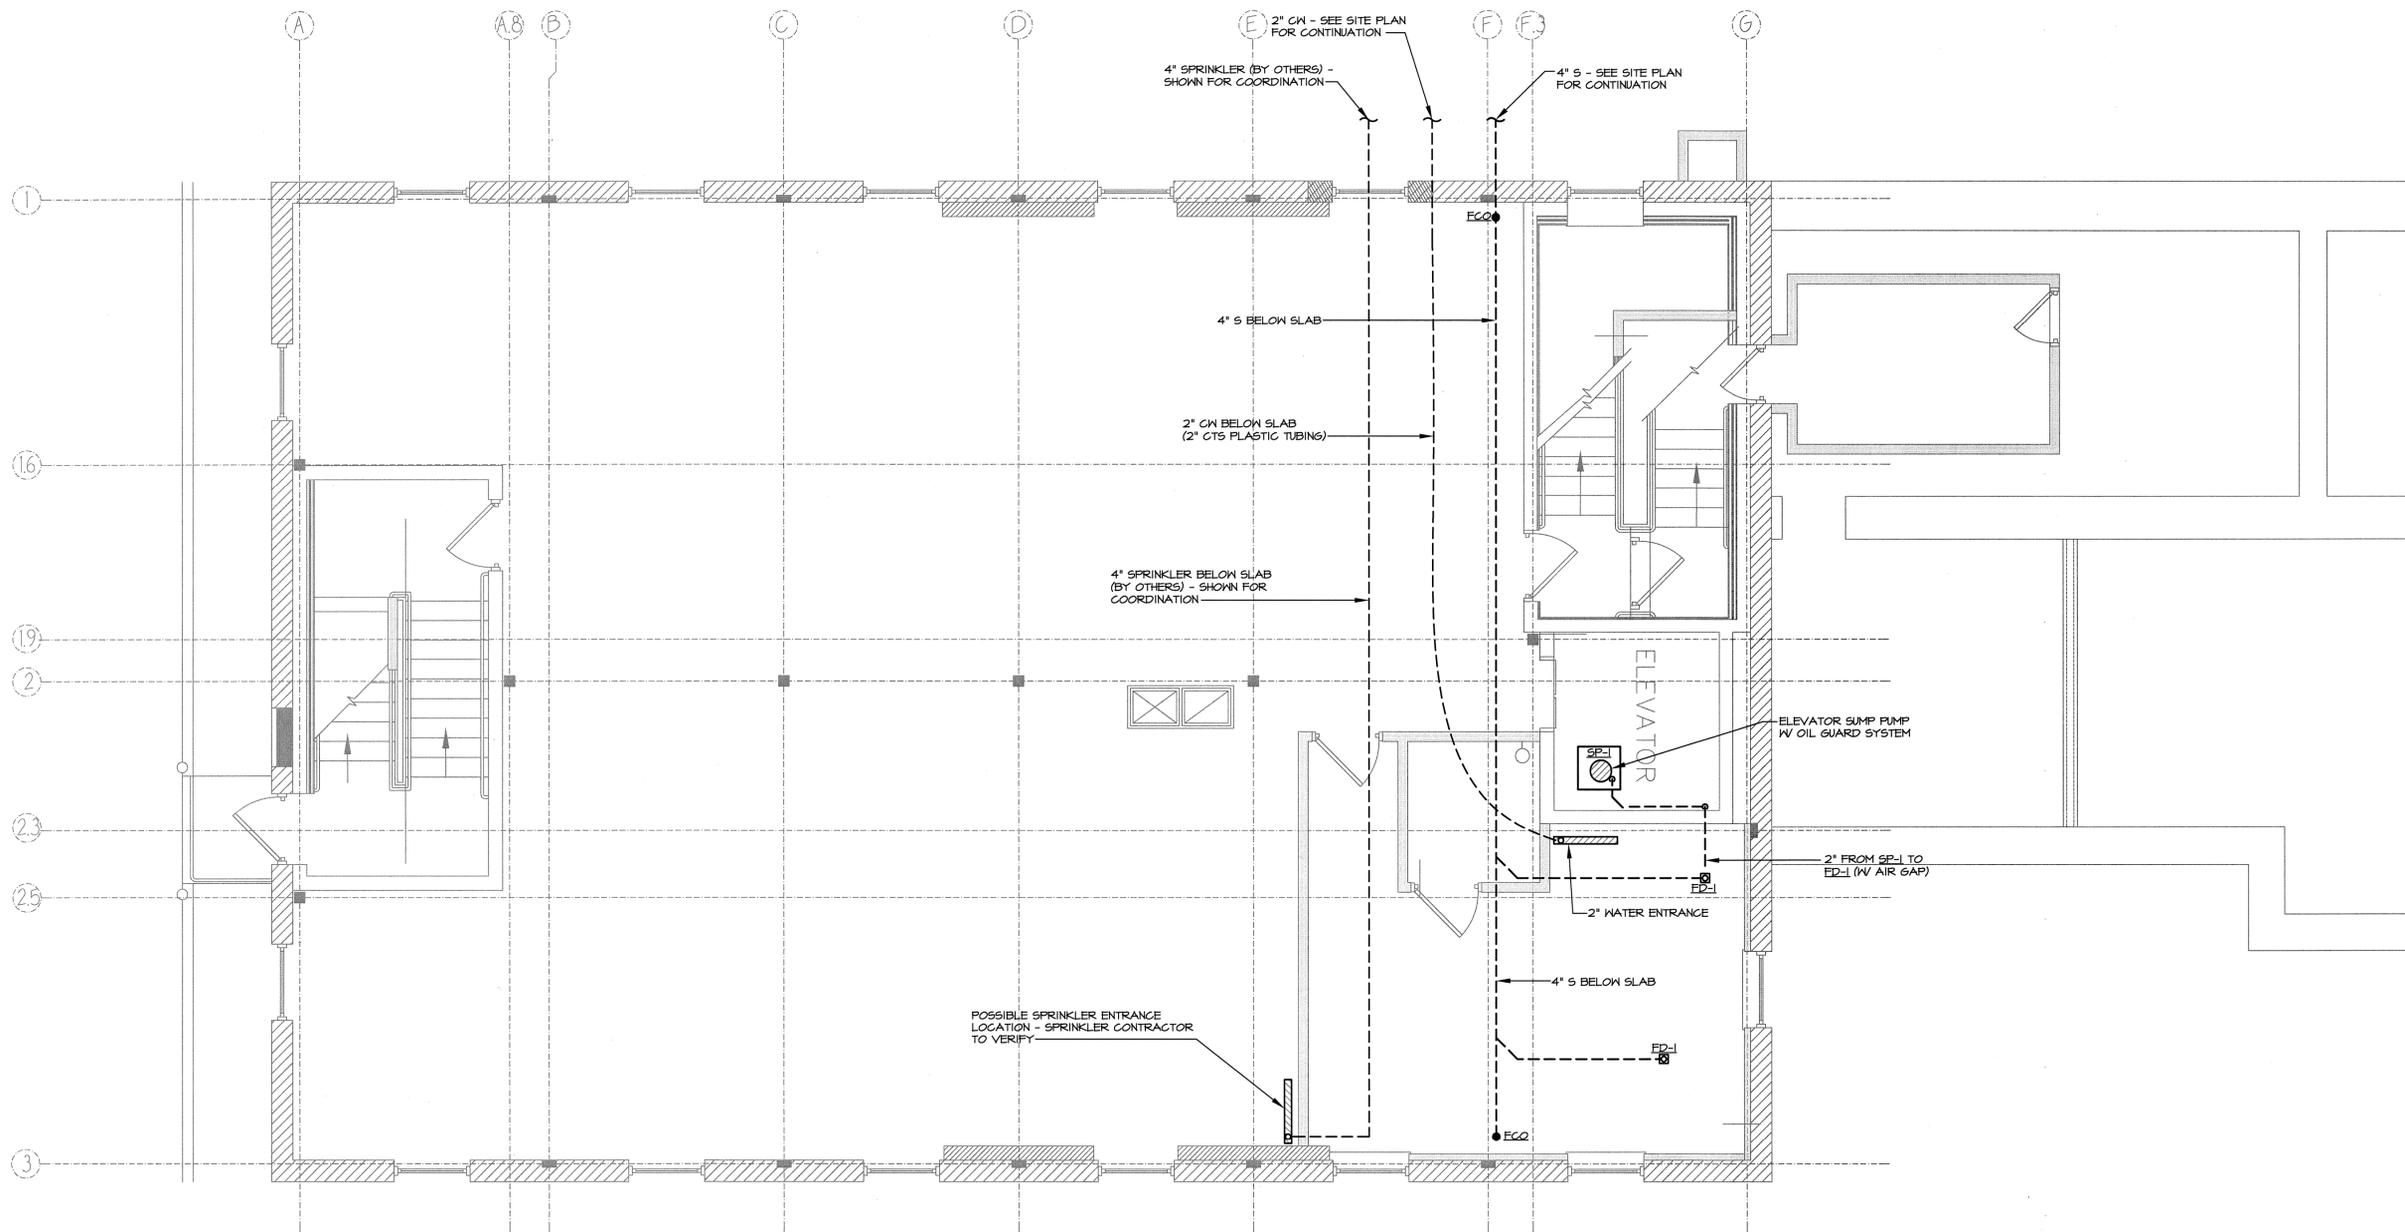 A
A.8
B
C
D
E
F
F.3
G
2" CW - SEE SITE PLAN
FOR CONTINUATION
4" SPRINKLER (BY OTHERS) -
SHOWN FOR COORDINATION
4" S - SEE SITE PLAN
FOR CONTINUATION
1
FCO
4" S BELOW SLAB
2" CW BELOW SLAB
(2" CTS PLASTIC TUBING)
1.6
4" SPRINKLER BELOW SLAB
(BY OTHERS) - SHOWN FOR
COORDINATION
1.9
2
ELEVATOR
ELEVATOR SUMP PUMP
W/ OIL GUARD SYSTEM
SP-1
2.3
2" FROM SP-1 TO
FD-1 (W/ AIR GAP)
FD-1
2.5
2" WATER ENTRANCE
4" S BELOW SLAB
POSSIBLE SPRINKLER ENTRANCE
LOCATION - SPRINKLER CONTRACTOR
TO VERIFY
FD-1
FCO
3